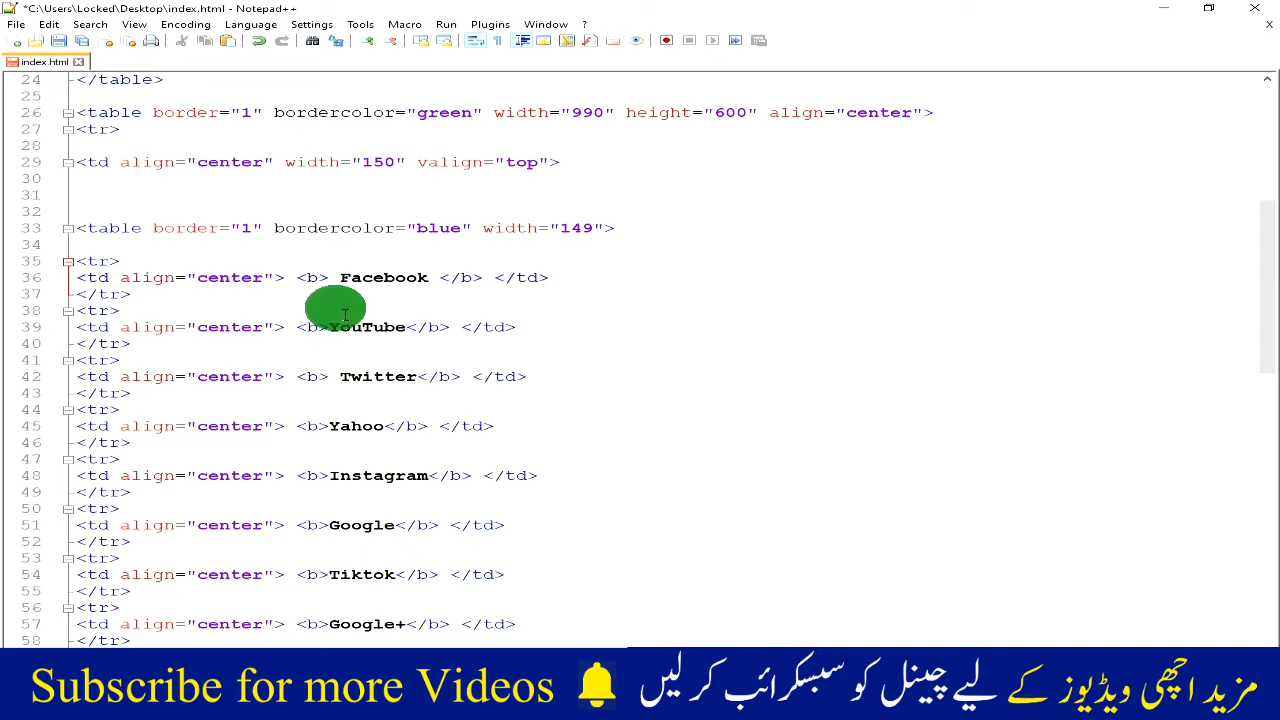 *C:\Users\Locked\Desktop\index.html - Notepad++
File Edit Search View Encoding Language Settings Tools Macro Run Plugins Window ?
X
index.html
24 </table>
25
26 <table border="1" bordercolor="green" width="990" height="600" align="center">
27 <tr>
28
29 <td align="center" width="150" valign="top">
30
31
32
33 <table border="1" bordercolor="blue" width="149">
34
35 <tr>
36 <td align="center"> <b> Facebook </b> </td>
37 </tr>
38 <tr>
39 <td align="center"> <b>YouTube</b> </td>
40 </tr>
41 <tr>
42 <td align="center"> <b> Twitter</b> </td>
43 </tr>
44 <tr>
45 <td align="center"> <b>Yahoo</b> </td>
46 </tr>
47 <tr>
48 <td align="center"> <b>Instagram</b> </td>
49 </tr>
50 <tr>
51 <td align="center"> <b>Google</b> </td>
52 </tr>
53 <tr>
54 <td align="center"> <b>Tiktok</b> </td>
55 </tr>
56 <tr>
57 <td align="center"> <b>Google+</b> </td>
58 </tr>
Subscribe for more Videos
مزید اچھی ویڈیوز کے لیے چینل کو سبسکرائب کر لیں